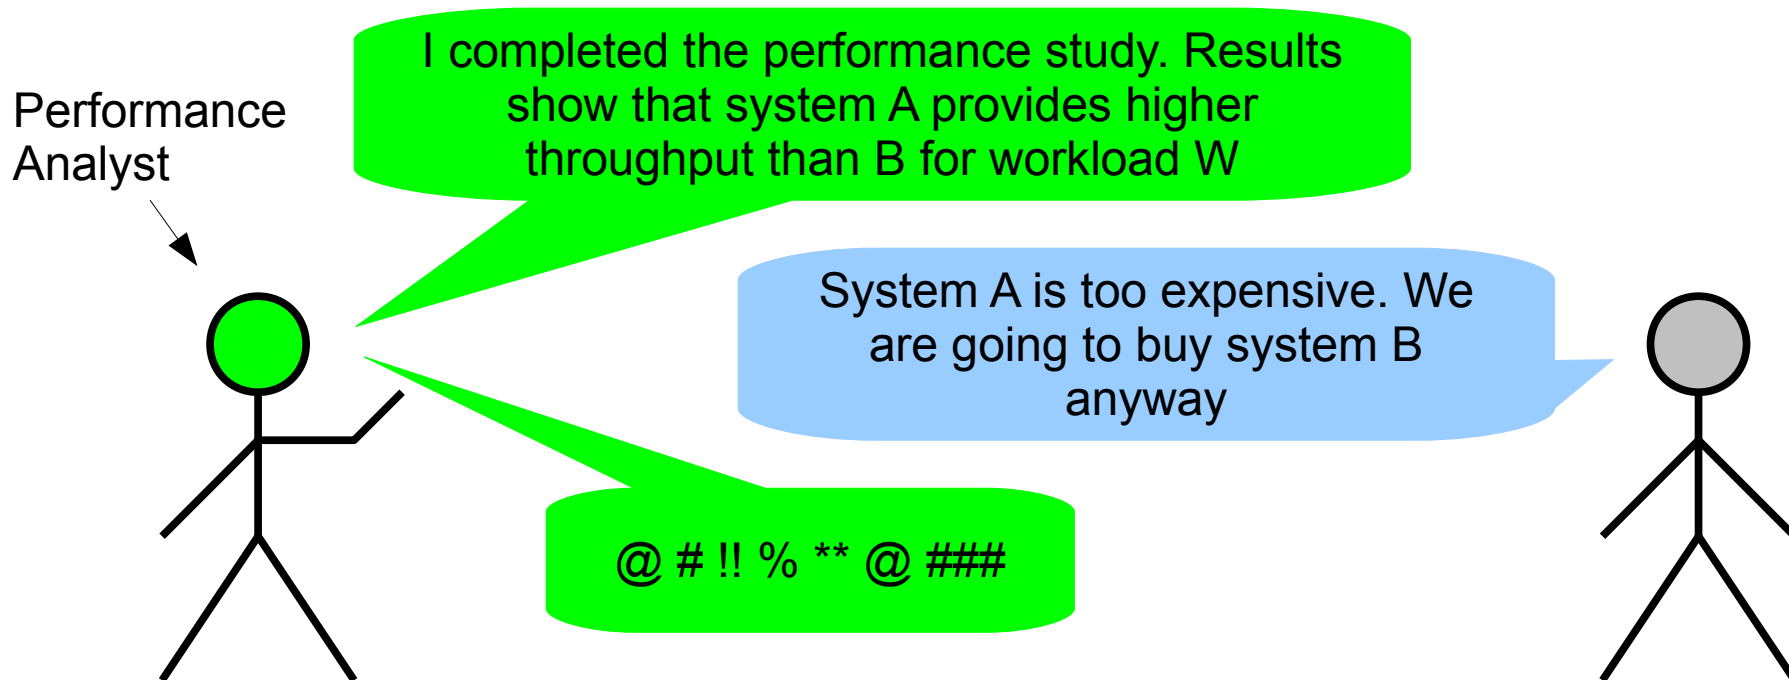 Performance
Analyst
I completed the performance study. Results
show that system A provides higher
throughput than B for workload W
System A is too expensive. We
are going to buy system B
anyway
@ # !! % ** @ ###